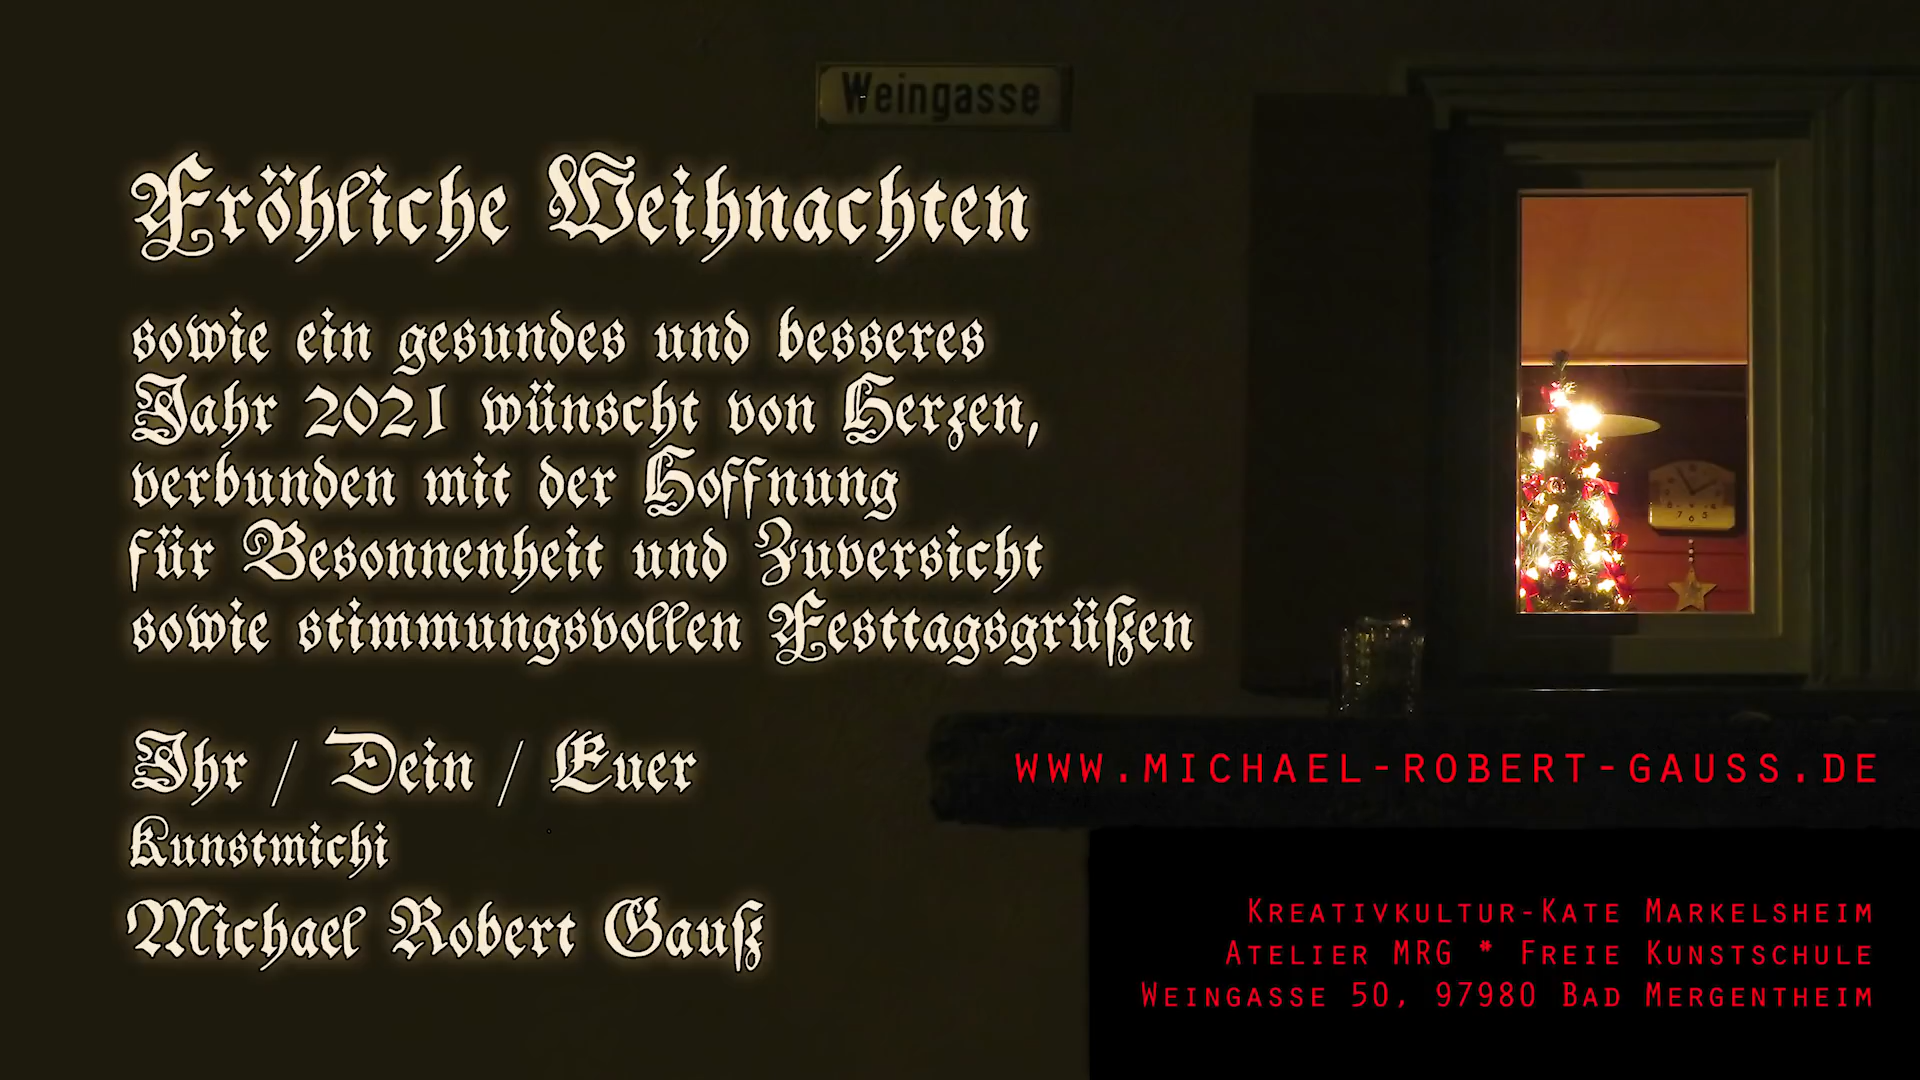 Weingasse
Fröhliche Weihnachten
sowie ein gesundes und besseres
Jahr 2021 wünscht von Herzen,
verbunden mit der Hoffnung
für Besonnenheit und Zuversicht
sowie stimmungsvollen Festtagsgrüßen
Ihr / Dein / Euer
Kunstmichi
Michael Robert Gauß
WWW.MICHAEL-ROBERT-GAUSS.DE
KREATIVKULTUR-KATE MARKELSHEIM
ATELIER MRG * FREIE KUNSTSCHULE
WEINGASSE 50, 97980 BAD MERGENTHEIM